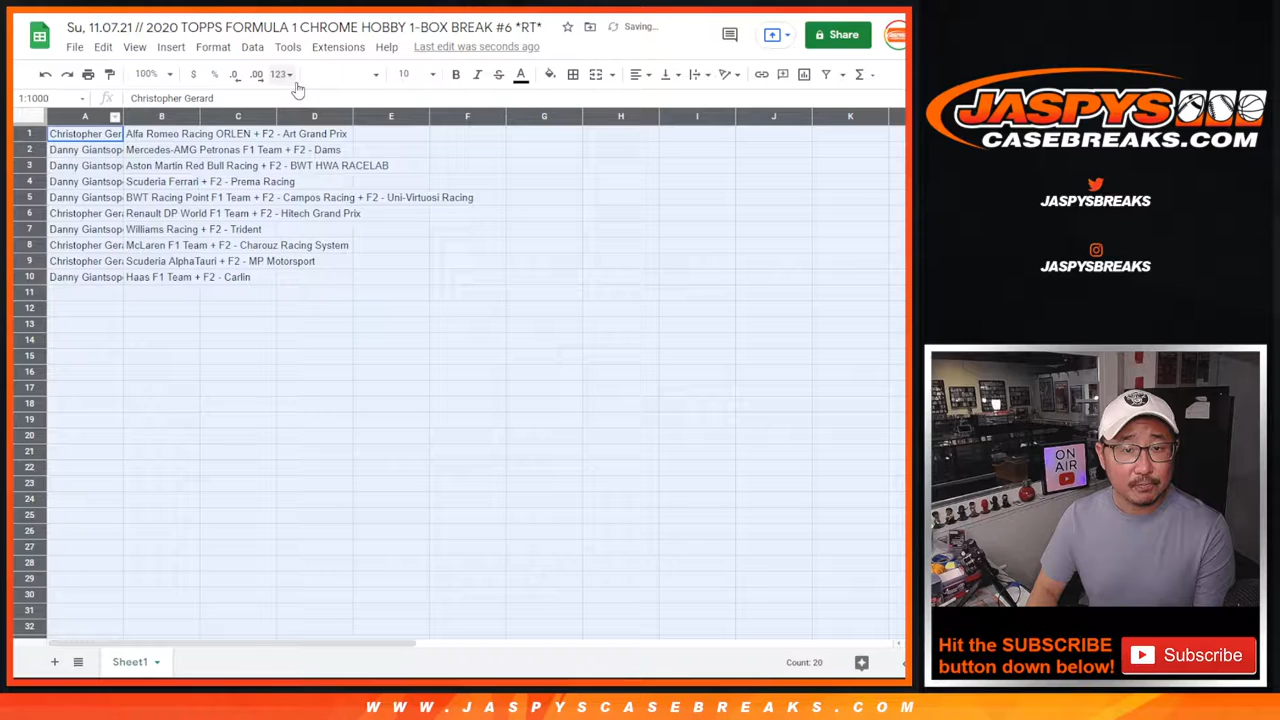 Su, 11.07.21 // 2020 TOPPS FORMULA 1 CHROME HOBBY 1-BOX BREAK #6 *RT*
Saving...
File Edit View Insert Format Data Tools Extensions Help Last edit was seconds ago
Share
100% $ % .0 .00 123 10 B I S A
1:1000 fx Christopher Gerard
A B C D E F G H I J K
1 Christopher Ger Alfa Romeo Racing ORLEN + F2 - Art Grand Prix
2 Danny Giantsop Mercedes-AMG Petronas F1 Team + F2 - Dams
3 Danny Giantsop Aston Martin Red Bull Racing + F2 - BWT HWA RACELAB
4 Danny Giantsop Scuderia Ferrari + F2 - Prema Racing
5 Danny Giantsop BWT Racing Point F1 Team + F2 - Campos Racing + F2 - Uni-Virtuosi Racing
6 Christopher Ger Renault DP World F1 Team + F2 - Hitech Grand Prix
7 Danny Giantsop Williams Racing + F2 - Trident
8 Christopher Ger McLaren F1 Team + F2 - Charouz Racing System
9 Christopher Ger Scuderia AlphaTauri + F2 - MP Motorsport
10 Danny Giantsop Haas F1 Team + F2 - Carlin
11
12
13
14
15
16
17
18
19
20
21
22
23
24
25
26
27
28
29
30
31
32
Sheet1
Count: 20
JASPYS
CASEBREAKS.COM
JASPYSBREAKS
JASPYSBREAKS
ON
AIR
Hit the SUBSCRIBE
button down below!
Subscribe
WWW.JASPYSCASEBREAKS.COM